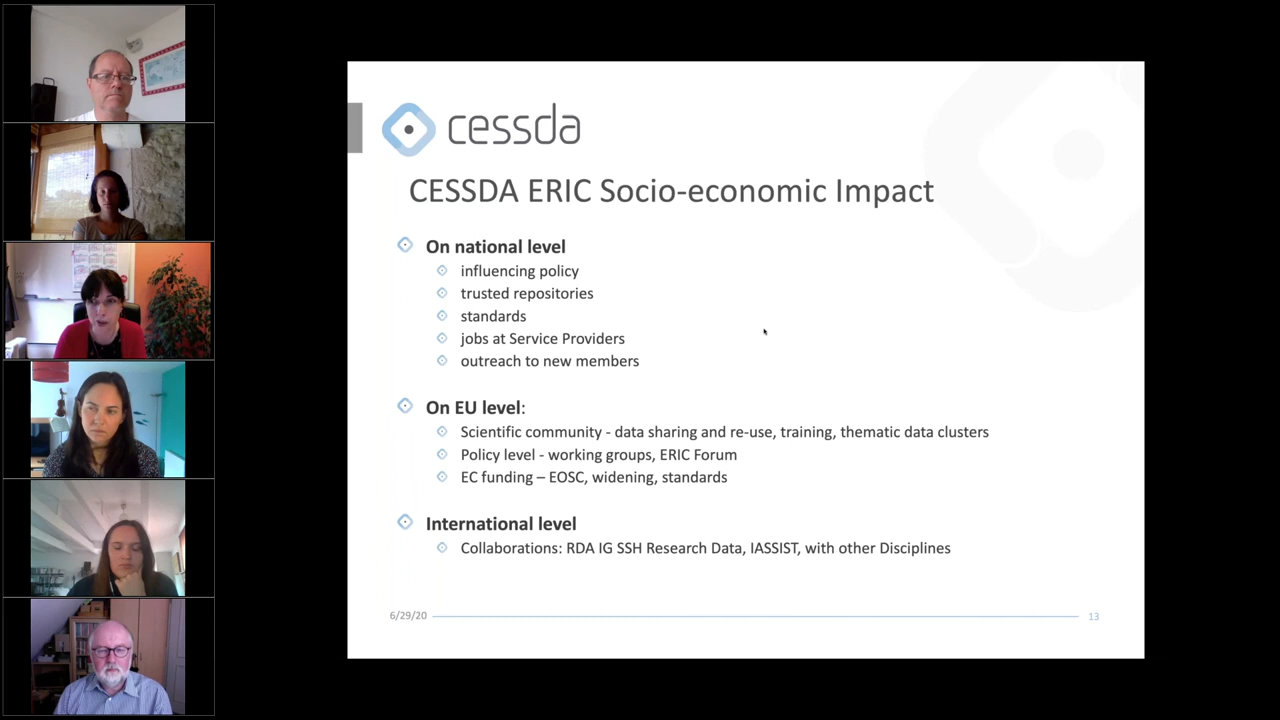 cessda
CESSDA ERIC Socio-economic Impact
On national level
influencing policy
trusted repositories
standards
jobs at Service Providers
outreach to new members
On EU level:
Scientific community - data sharing and re-use, training, thematic data clusters
Policy level - working groups, ERIC Forum
EC funding – EOSC, widening, standards
International level
Collaborations: RDA IG SSH Research Data, IASSIST, with other Disciplines
6/29/20
13